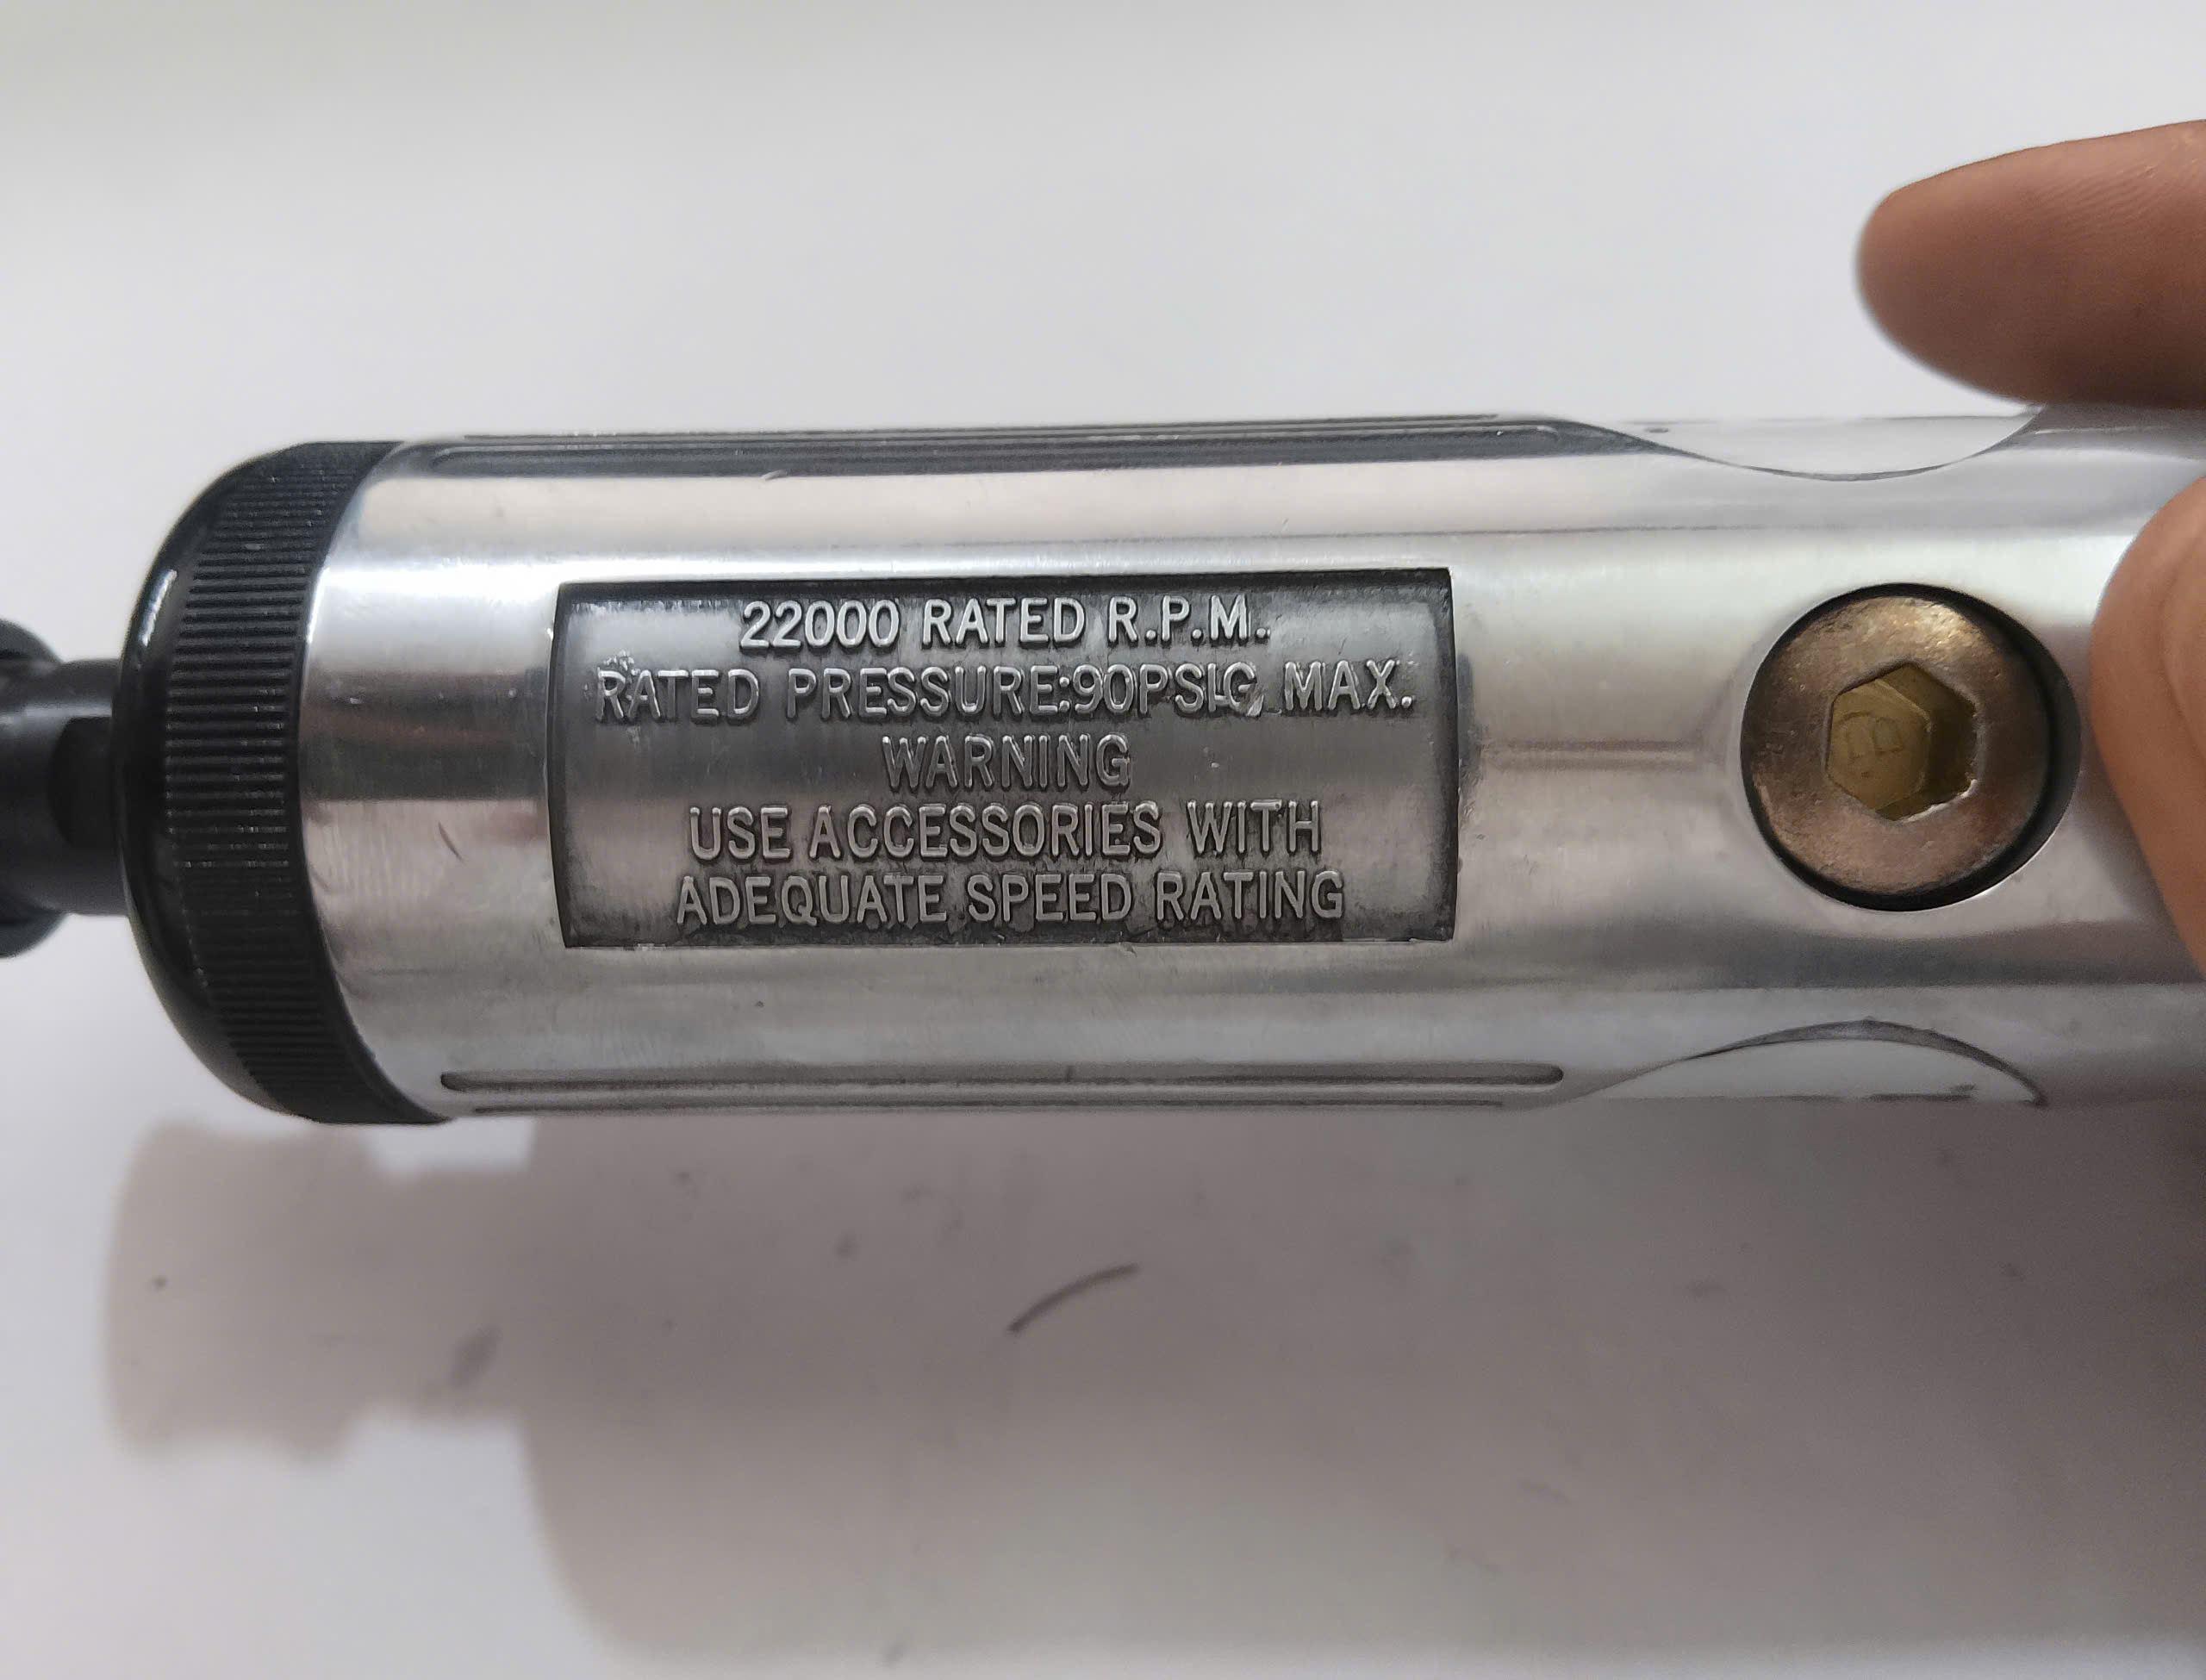 22000 RATED R.P.M.
RATED PRESSURE:90PSIG MAX.
WARNING
USE ACCESSORIES WITH
ADEQUATE SPEED RATING